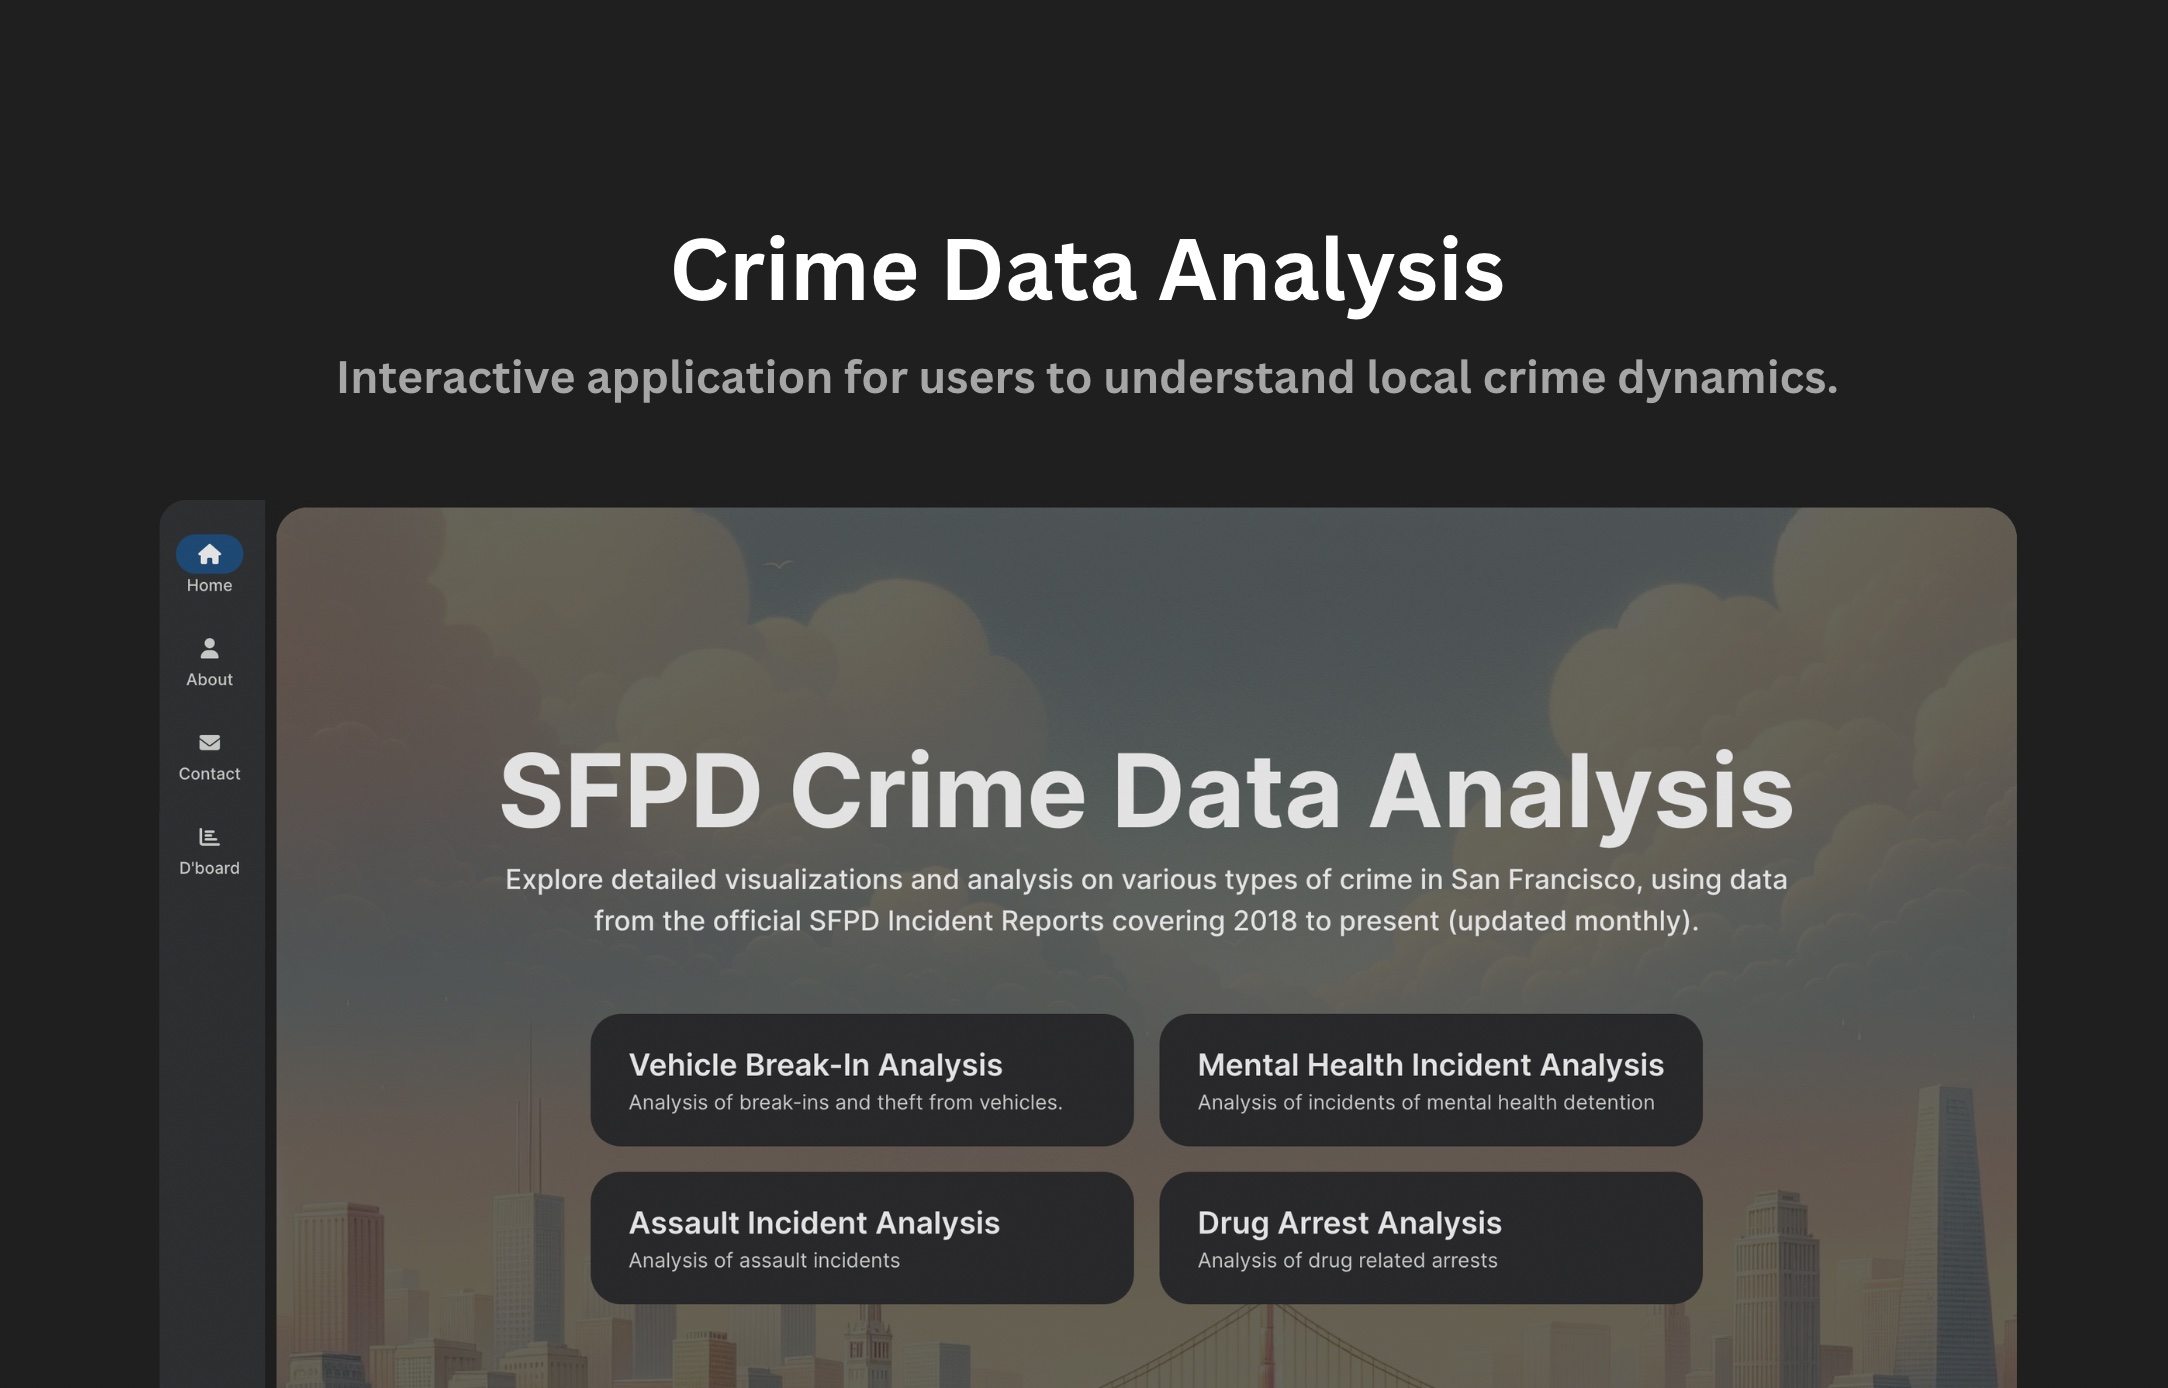 Crime Data Analysis
Interactive application for users to understand local crime dynamics.
Home
About
Contact
D'board
SFPD Crime Data Analysis
Explore detailed visualizations and analysis on various types of crime in San Francisco, using data
from the official SFPD Incident Reports covering 2018 to present (updated monthly).
Vehicle Break-In Analysis
Analysis of break-ins and theft from vehicles.
Mental Health Incident Analysis
Analysis of incidents of mental health detention
Assault Incident Analysis
Analysis of assault incidents
Drug Arrest Analysis
Analysis of drug related arrests